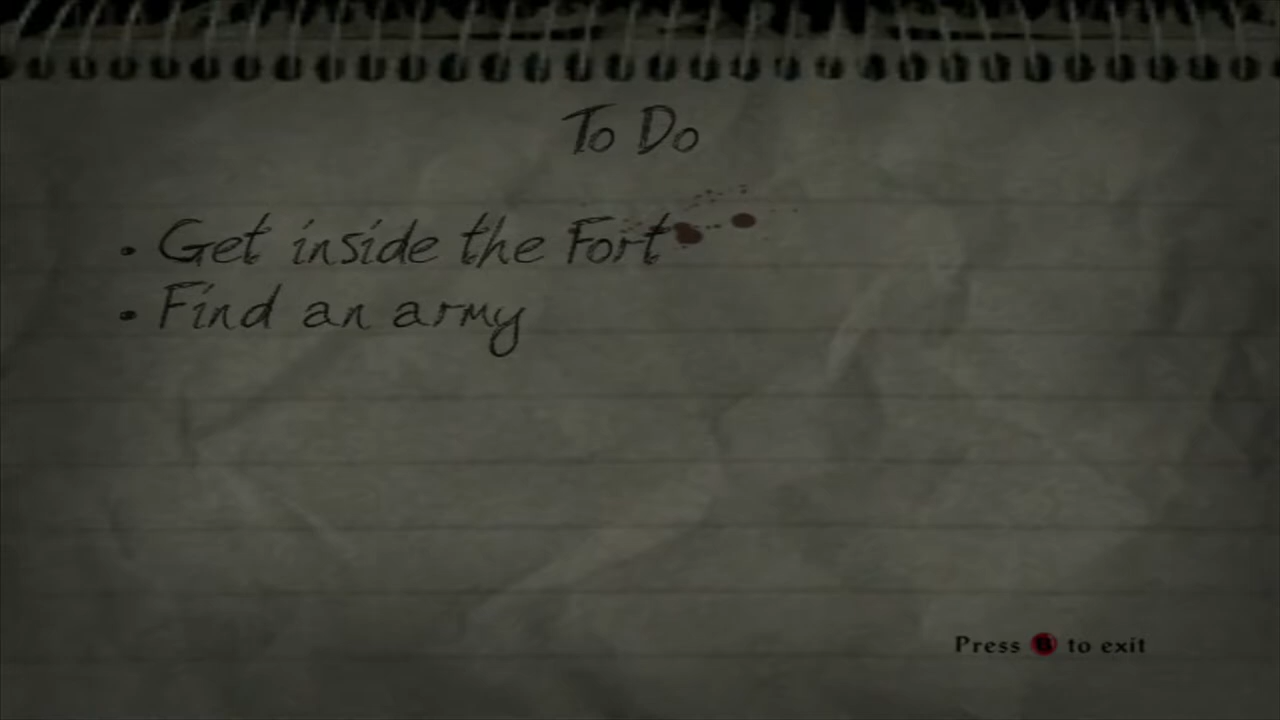 To Do
• Get inside the Fort
• Find an army
Press B to exit